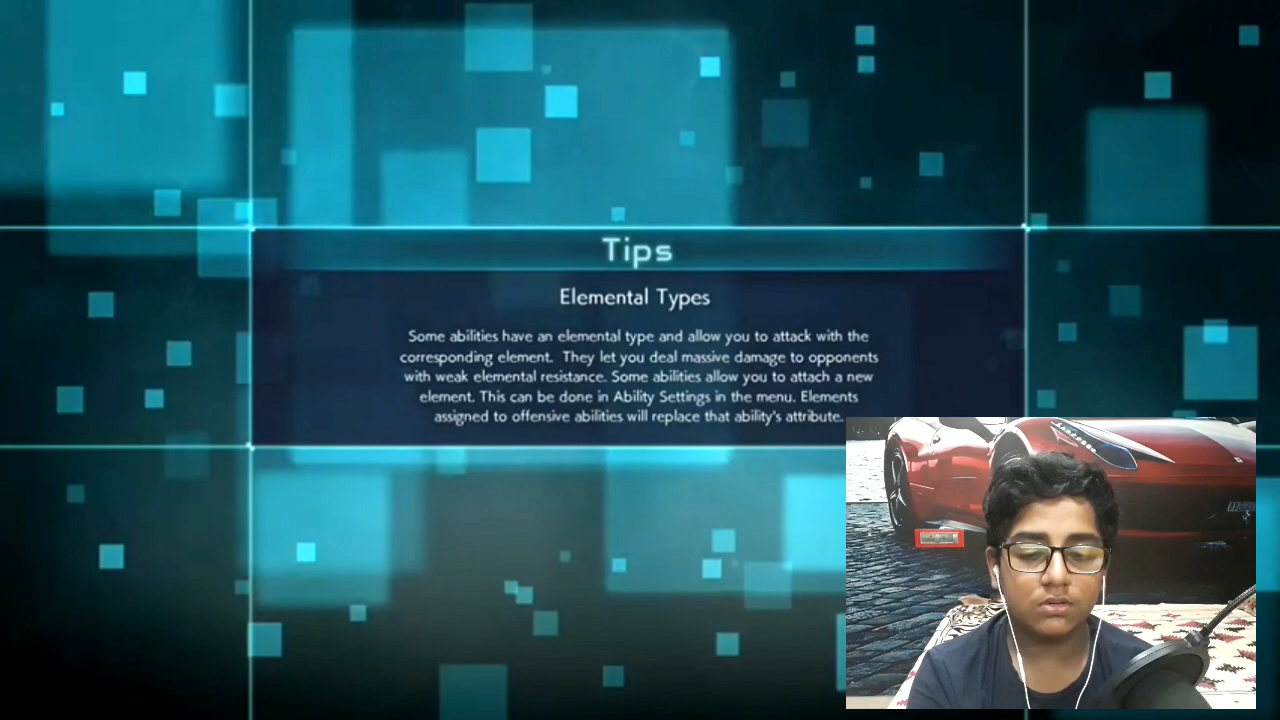 Tips
Elemental Types
Some abilities have an elemental type and allow you to attack with the
corresponding element. They let you deal massive damage to opponents
with weak elemental resistance. Some abilities allow you to attach a new
element. This can be done in Ability Settings in the menu. Elements
assigned to offensive abilities will replace that ability's attribute.